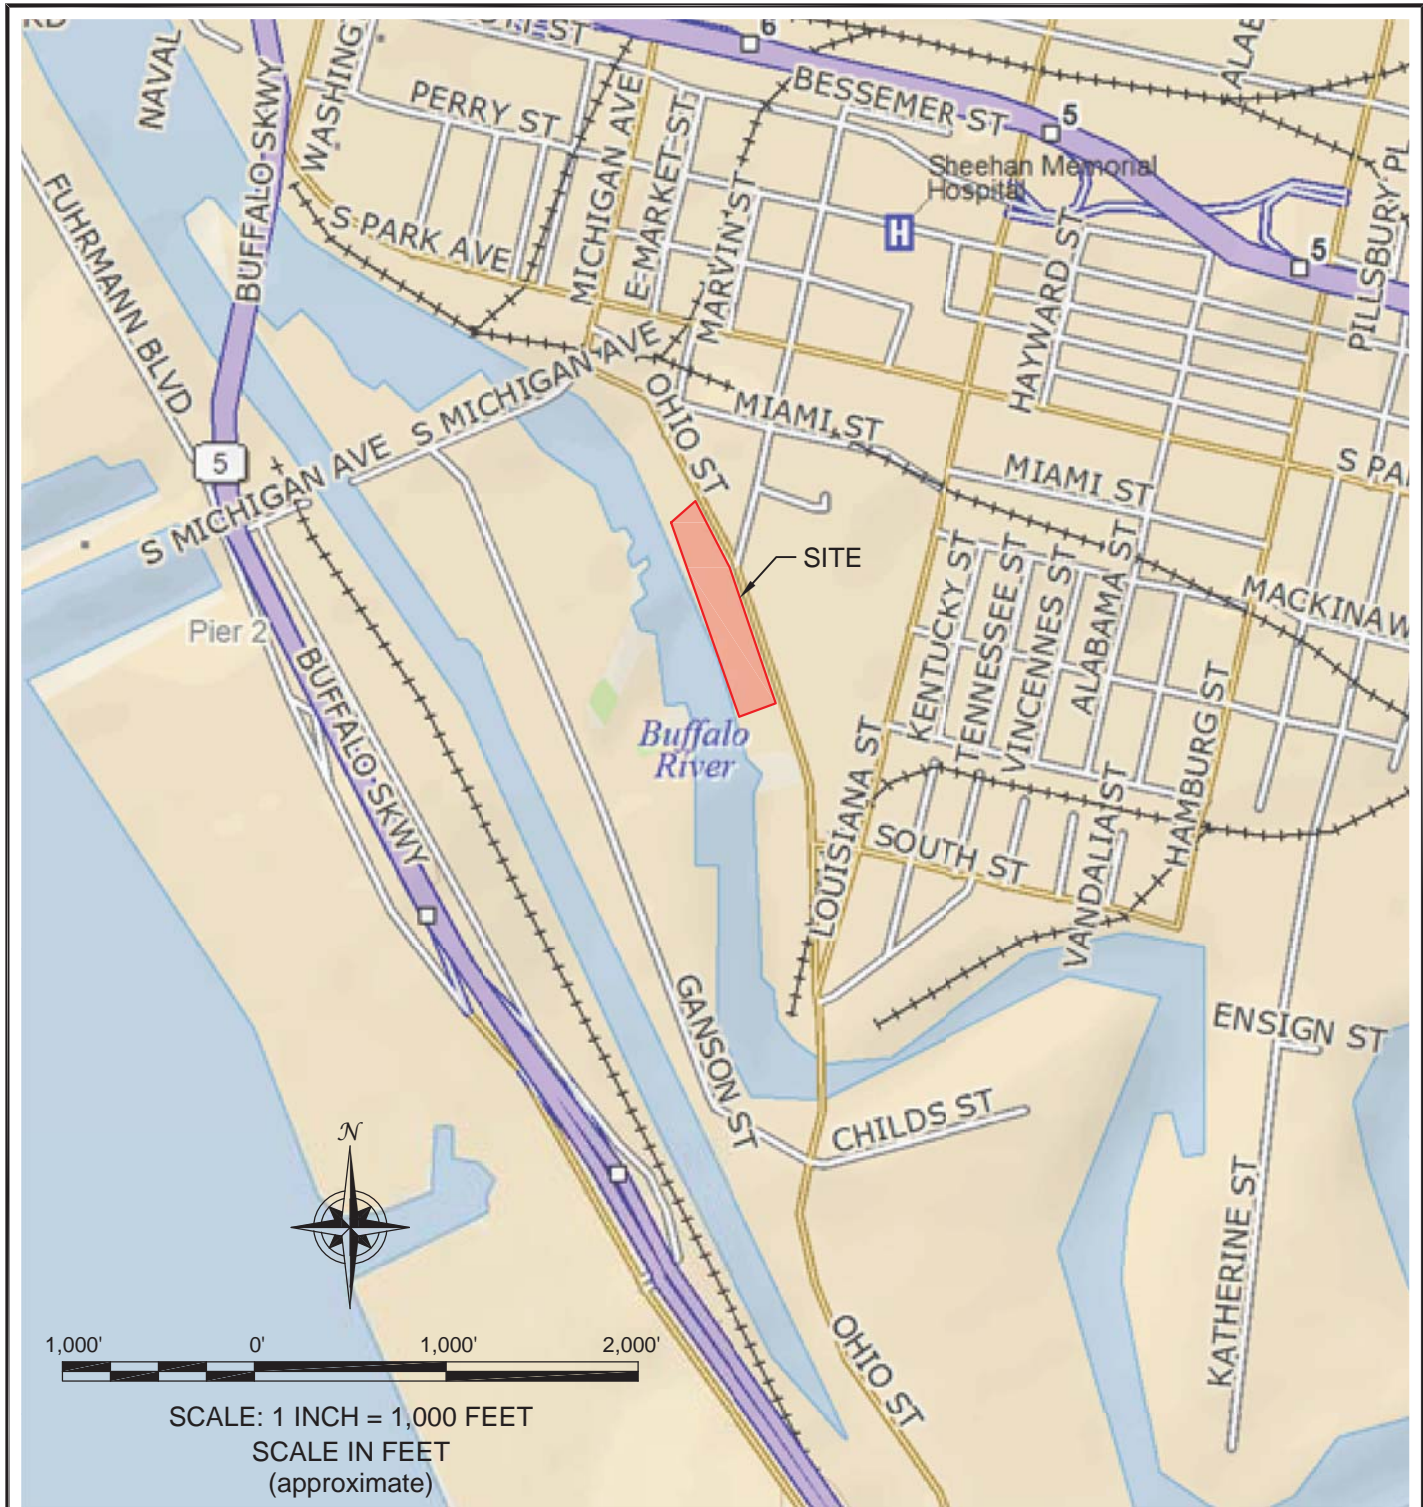 RD
NAVAL
BUFFALO SKWY
WASHING
6
ALAB
BESSEMER ST
5
PERRY ST
MICHIGAN AVE
E MARKET ST
MARVIN ST
Sheehan Memorial
Hospital
H
HAYWARD ST
5
PILLSBURY PL
FUHRMANN BLVD
S PARK AVE
S MICHIGAN AVE
OHIO ST
MIAMI ST
5
S MICHIGAN AVE
MIAMI ST
S PA
SITE
Pier 2
KENTUCKY ST
TENNESSEE ST
VINCENNES ST
ALABAMA ST
MACKINAW
HAMBURG ST
BUFFALO SKWY
Buffalo
River
LOUISIANA ST
SOUTH ST
VANDALIA ST
GANSON ST
ENSIGN ST
CHILDS ST
KATHERINE ST
N
OHIO ST
1,000' 0' 1,000' 2,000'
SCALE: 1 INCH = 1,000 FEET
SCALE IN FEET
(approximate)